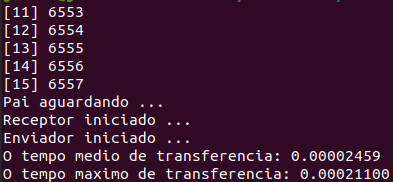 [11] 6553
[12] 6554
[13] 6555
[14] 6556
[15] 6557
Pai aguardando ...
Receptor iniciado ...
Enviador iniciado ...
O tempo medio de transferencia: 0.00002459
O tempo maximo de transferencia: 0.00021100